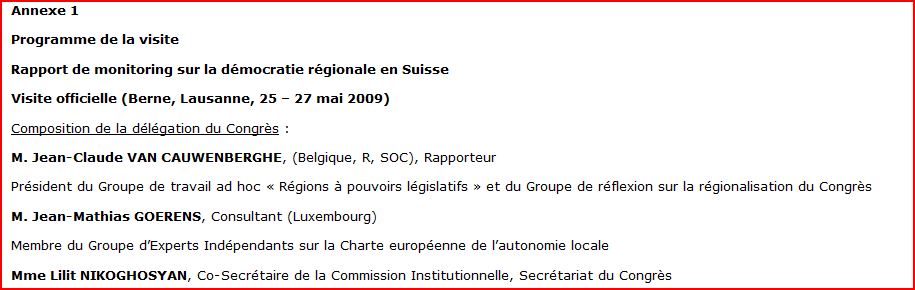 Annexe 1
Programme de la visite
Rapport de monitoring sur la démocratie régionale en Suisse
Visite officielle (Berne, Lausanne, 25 – 27 mai 2009)
Composition de la délégation du Congrès :
M. Jean-Claude VAN CAUWENBERGHE, (Belgique, R, SOC), Rapporteur
Président du Groupe de travail ad hoc « Régions à pouvoirs législatifs » et du Groupe de réflexion sur la régionalisation du Congrès
M. Jean-Mathias GOERENS, Consultant (Luxembourg)
Membre du Groupe d’Experts Indépendants sur la Charte européenne de l’autonomie locale
Mme Lilit NIKOGHOSYAN, Co-Secrétaire de la Commission Institutionnelle, Secrétariat du Congrès